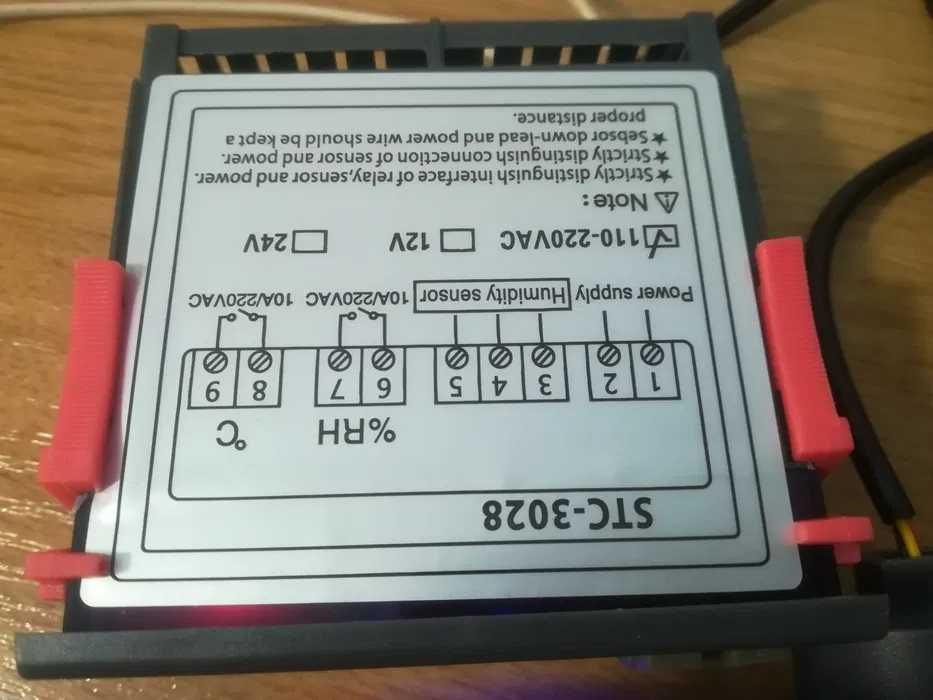 STC-3028
%RH °C
1 2 3 4 5 6 7 8 9
Power supply Humidity sensor 10A/220VAC 10A/220VAC
110-220VAC 12V 24V
⚠ Note:
★ Strictly distinguish interface of relay,sensor and power.
★ Strictly distinguish connection of sensor and power.
★ Sebsor down-lead and power wire should be kept a
proper distance.